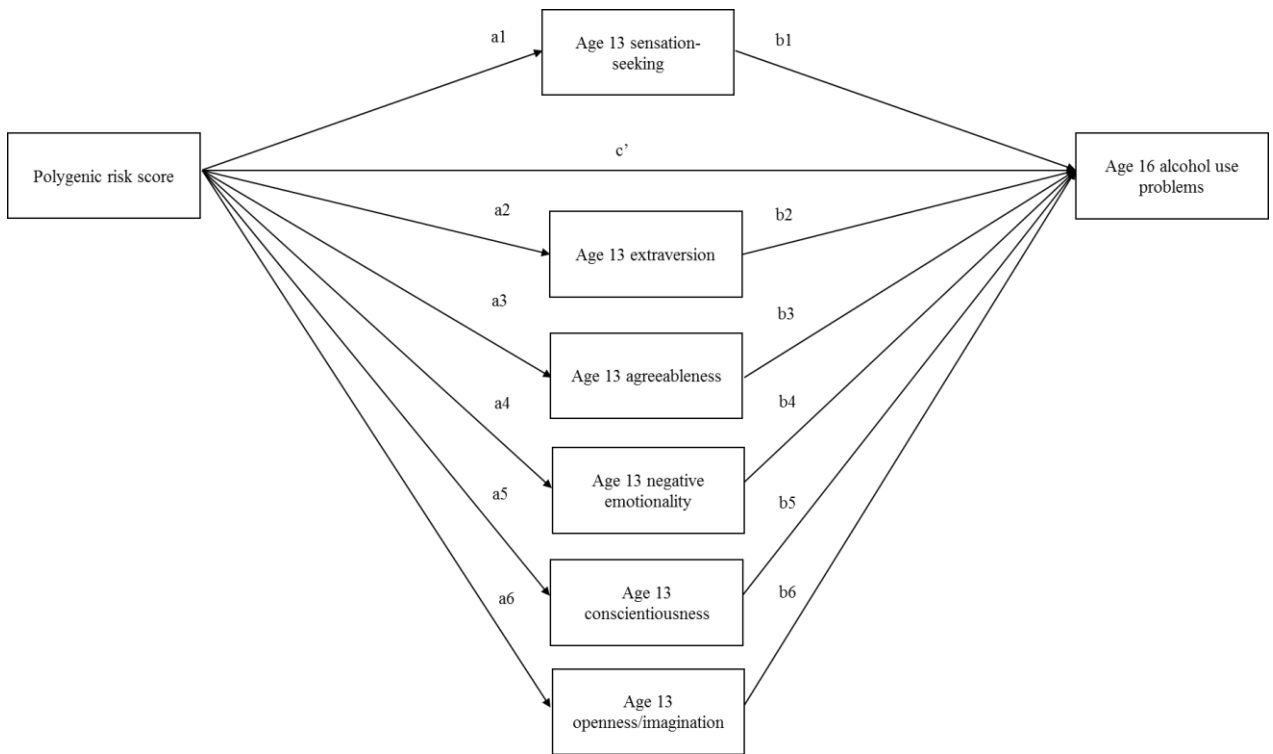 a1
Age 13 sensation-
seeking
b1
Polygenic risk score
c’
Age 16 alcohol use
problems
a2
Age 13 extraversion
b2
a3
Age 13 agreeableness
b3
a4
Age 13 negative
emotionality
b4
a5
Age 13
conscientiousness
b5
a6
Age 13
openness/imagination
b6